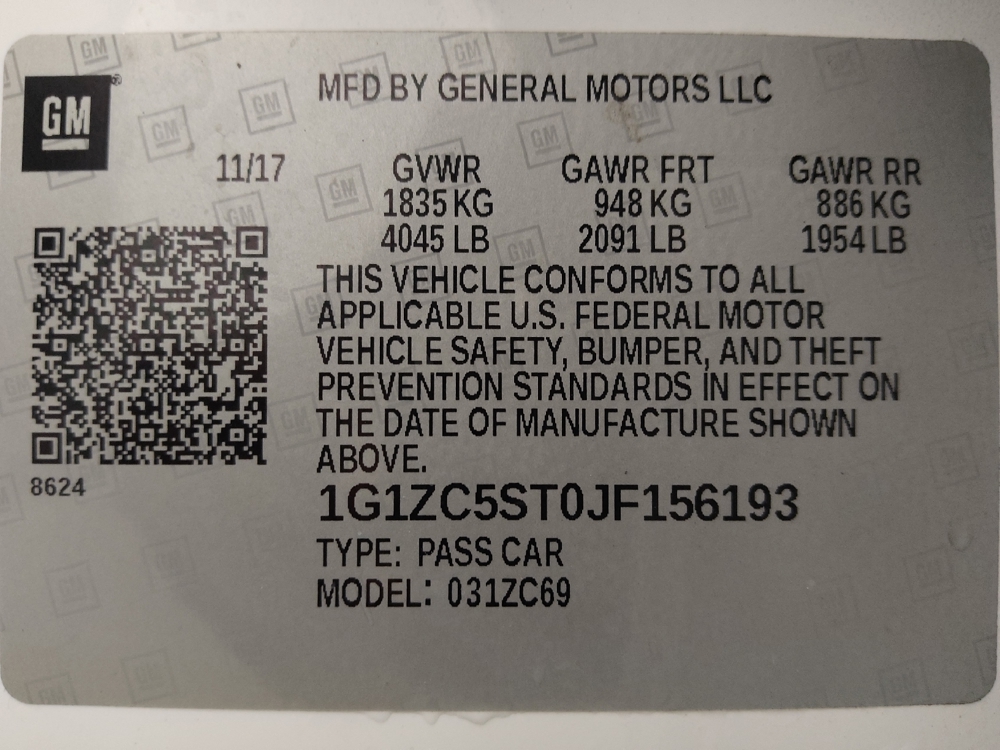 GM
MFD BY GENERAL MOTORS LLC
11/17 GVWR GAWR FRT GAWR RR
1835 KG 948 KG 886 KG
4045 LB 2091 LB 1954 LB
THIS VEHICLE CONFORMS TO ALL
APPLICABLE U.S. FEDERAL MOTOR
VEHICLE SAFETY, BUMPER, AND THEFT
PREVENTION STANDARDS IN EFFECT ON
THE DATE OF MANUFACTURE SHOWN
ABOVE.
8624
1G1ZC5ST0JF156193
TYPE: PASS CAR
MODEL: 031ZC69